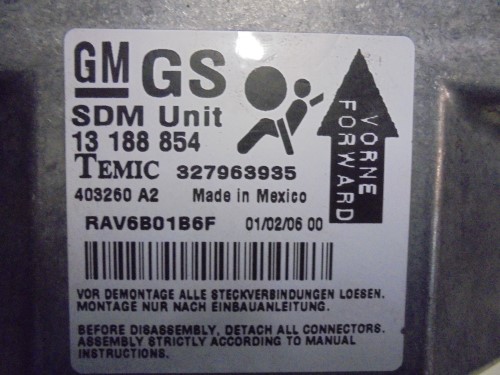 GM GS
SDM Unit
13 188 854
TEMIC 327963935
403260 A2 Made in Mexico
RAV6B01B6F 01/02/06 00
VORNE
FORWARD
VOR DEMONTAGE ALLE STECKVERBINDUNGEN LOESEN.
MONTAGE NUR NACH EINBAUANLEITUNG.
BEFORE DISASSEMBLY, DETACH ALL CONNECTORS.
ASSEMBLY STRICTLY ACCORDING TO MANUAL
INSTRUCTIONS.